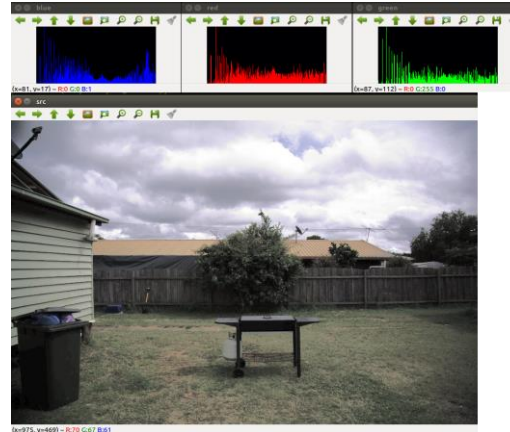 blue
red
green
(x=81, y=17) ~ R:0 G:0 B:1
(x=87, y=112) ~ R:0 G:255 B:0
src
(x=975, y=469) ~ R:70 G:67 B:61